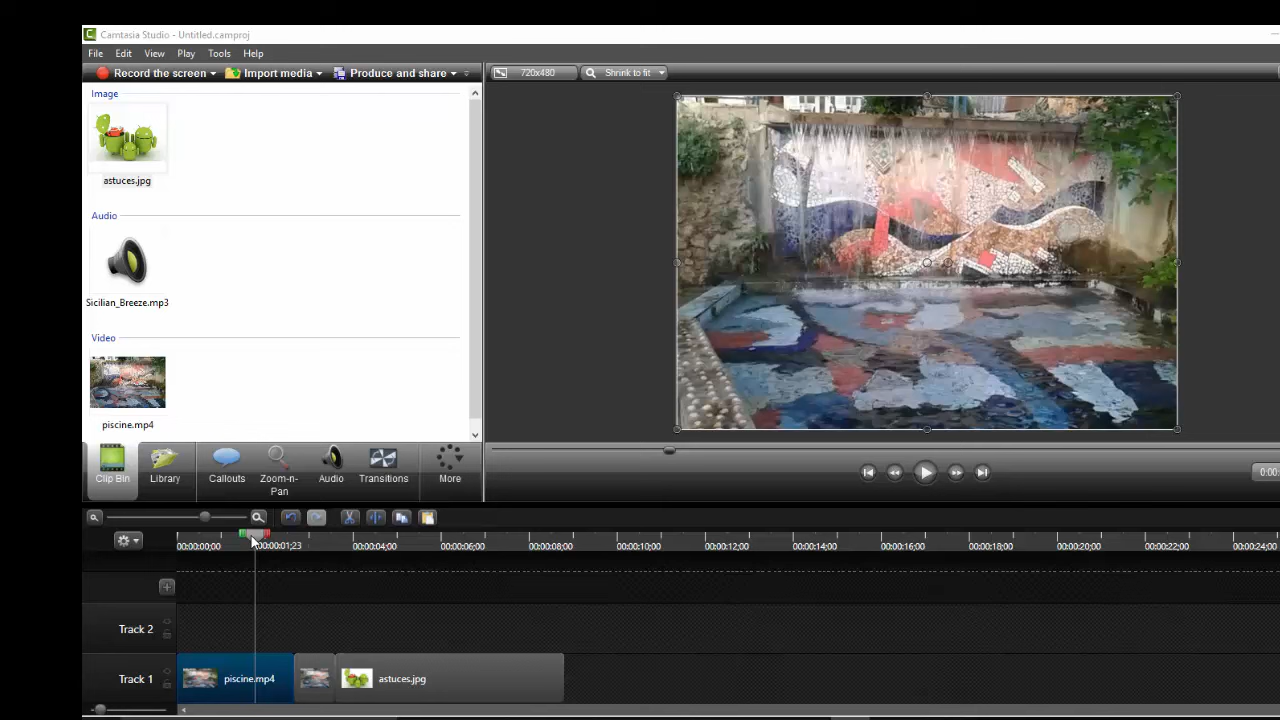 Camtasia Studio - Untitled.camproj
File Edit View Play Tools Help
Record the screen Import media Produce and share 720x480 Shrink to fit
Image
astuces.jpg
Audio
Sicilian_Breeze.mp3
Video
piscine.mp4
Clip Bin Library Callouts Zoom-n-Pan Audio Transitions More
0:00:
00:00:00;00 00:00:01;23 00:00:04;00 00:00:06;00 00:00:08;00 00:00:10;00 00:00:12;00 00:00:14;00 00:00:16;00 00:00:18;00 00:00:20;00 00:00:22;00 00:00:24;00
Track 2
Track 1 piscine.mp4 astuces.jpg